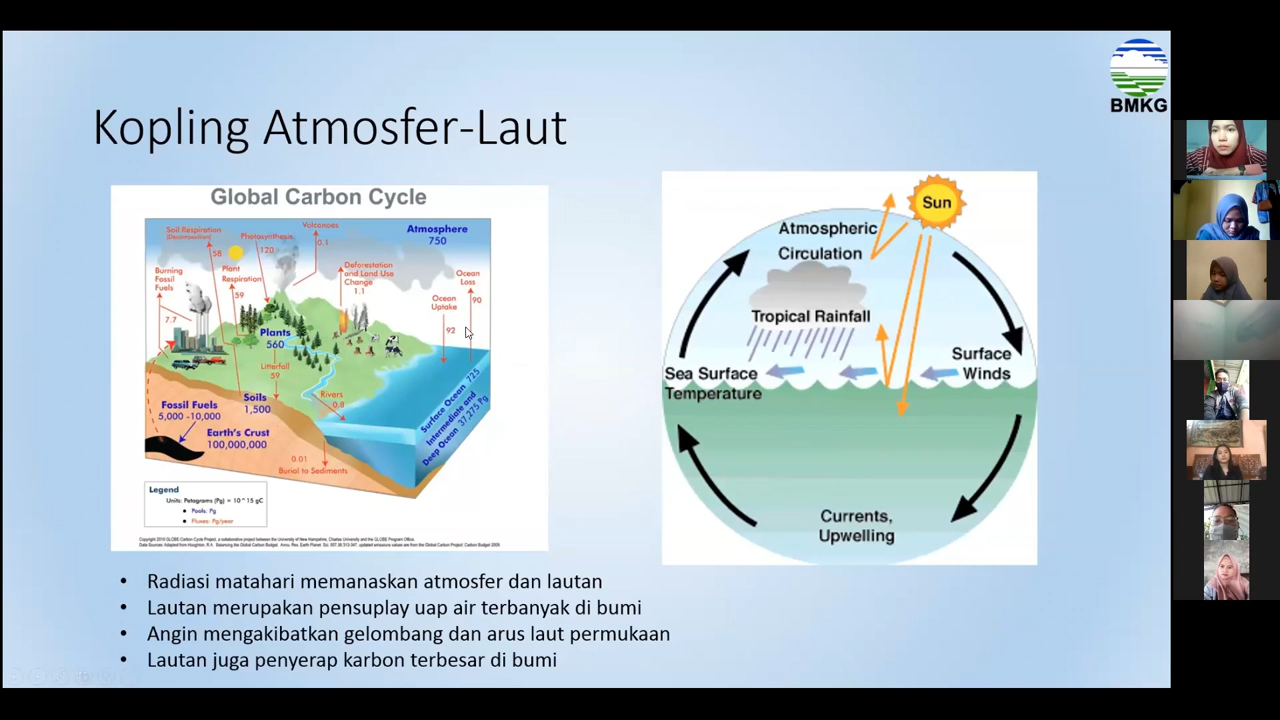 BMKG
Kopling Atmosfer-Laut
Global Carbon Cycle
Soil Respiration
(Decomposition)
58
Photosynthesis
120
Volcanoes
0.1
Atmosphere
750
Burning
Fossil
Fuels
7.7
Plant
Respiration
59
Deforestation
and Land Use
Change
1.1
Ocean
Loss
90
Ocean
Uptake
92
Plants
560
Litterfall
59
Rivers
0.8
Soils
1,500
Fossil Fuels
5,000 -10,000
Earth's Crust
100,000,000
0.01
Burial to Sediments
Surface Ocean 725
Intermediate and
Deep Ocean 37,275 Pg
Legend
Units: Petagrams (Pg) = 10^15 gC
• Pools: Pg
• Fluxes: Pg/year
Sun
Atmospheric
Circulation
Tropical Rainfall
Surface
Winds
Sea Surface
Temperature
Currents,
Upwelling
• Radiasi matahari memanaskan atmosfer dan lautan
• Lautan merupakan pensuplay uap air terbanyak di bumi
• Angin mengakibatkan gelombang dan arus laut permukaan
• Lautan juga penyerap karbon terbesar di bumi